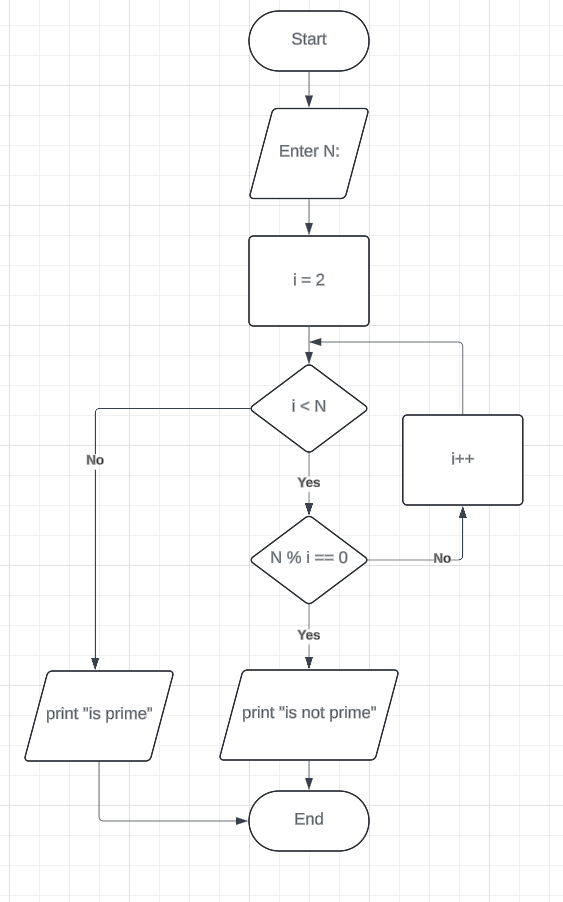 Start
Enter N:
i = 2
i < N
No
i++
Yes
N % i == 0
No
Yes
print "is prime"
print "is not prime"
End